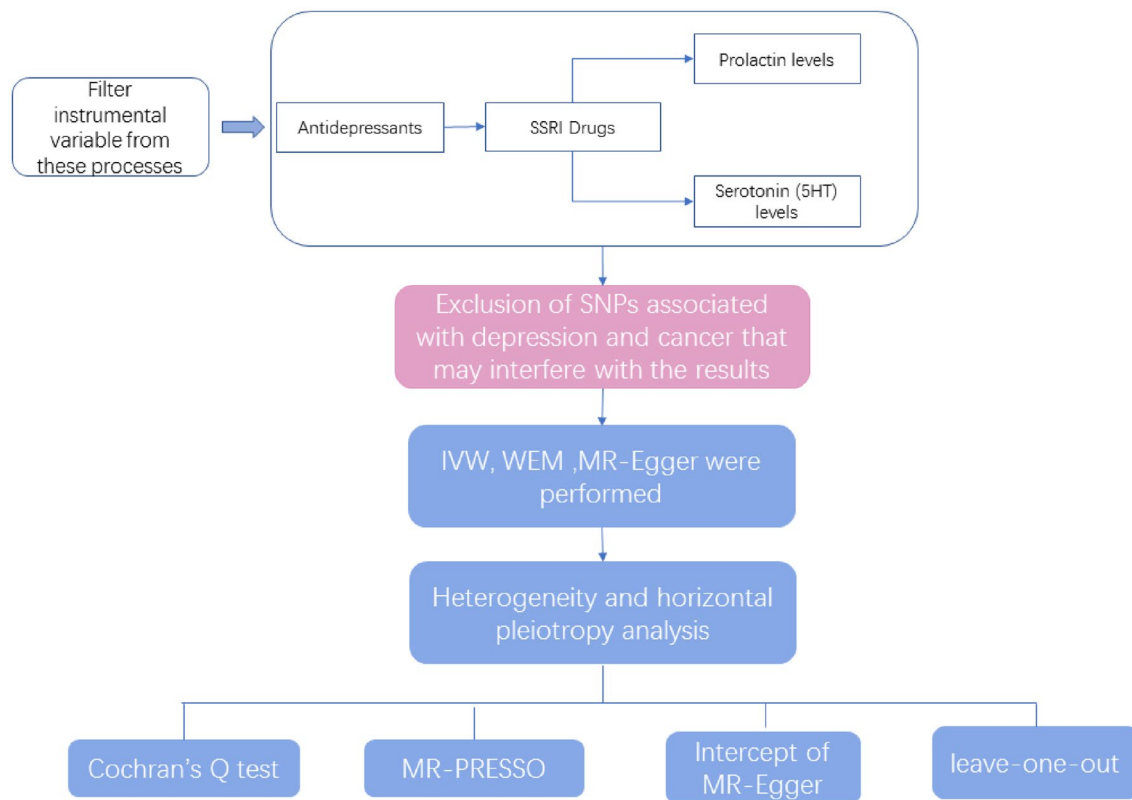 Filter
instrumental
variable from
these processes
Antidepressants
SSRI Drugs
Prolactin levels
Serotonin (5HT)
levels
Exclusion of SNPs associated
with depression and cancer that
may interfere with the results
IVW, WEM ,MR-Egger were
performed
Heterogeneity and horizontal
pleiotropy analysis
Cochran's Q test
MR-PRESSO
Intercept of
MR-Egger
leave-one-out